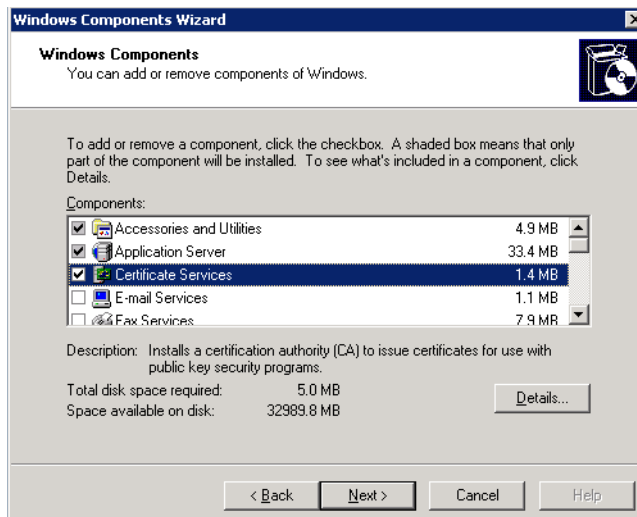 Windows Components Wizard
Windows Components
You can add or remove components of Windows.
To add or remove a component, click the checkbox. A shaded box means that only
part of the component will be installed. To see what's included in a component, click
Details.
Components:
Accessories and Utilities 4.9 MB
Application Server 33.4 MB
Certificate Services 1.4 MB
E-mail Services 1.1 MB
Fax Services 7.9 MB
Description: Installs a certification authority (CA) to issue certificates for use with
public key security programs.
Total disk space required: 5.0 MB
Space available on disk: 32989.8 MB
Details...
< Back Next > Cancel Help